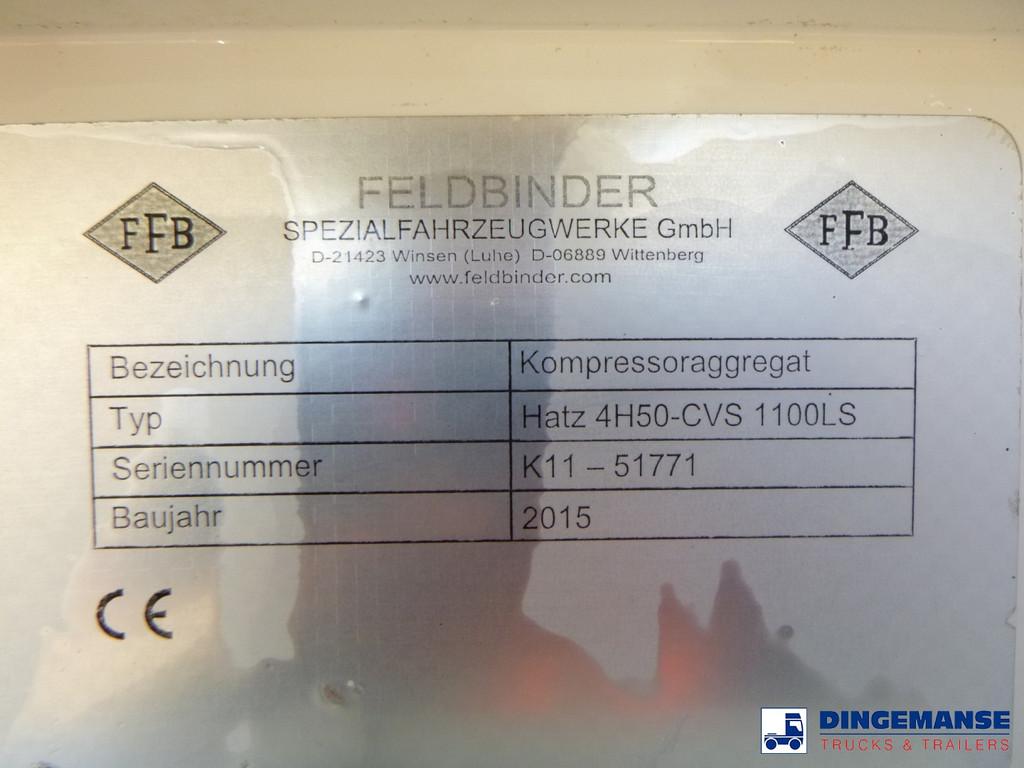 FFB
FELDBINDER
FFB
SPEZIALFAHRZEUGWERKE GmbH
D-21423 Winsen (Luhe) D-06889 Wittenberg
www.feldbinder.com
Bezeichnung Kompressoraggregat
Typ Hatz 4H50-CVS 1100LS
Seriennummer K11 – 51771
Baujahr 2015
CE
DINGEMANSE
TRUCKS & TRAILERS